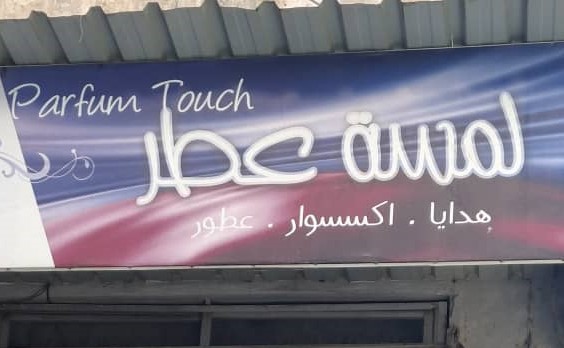 Parfum Touch
لمسة عطر
هدايا . اكسسوار . عطور